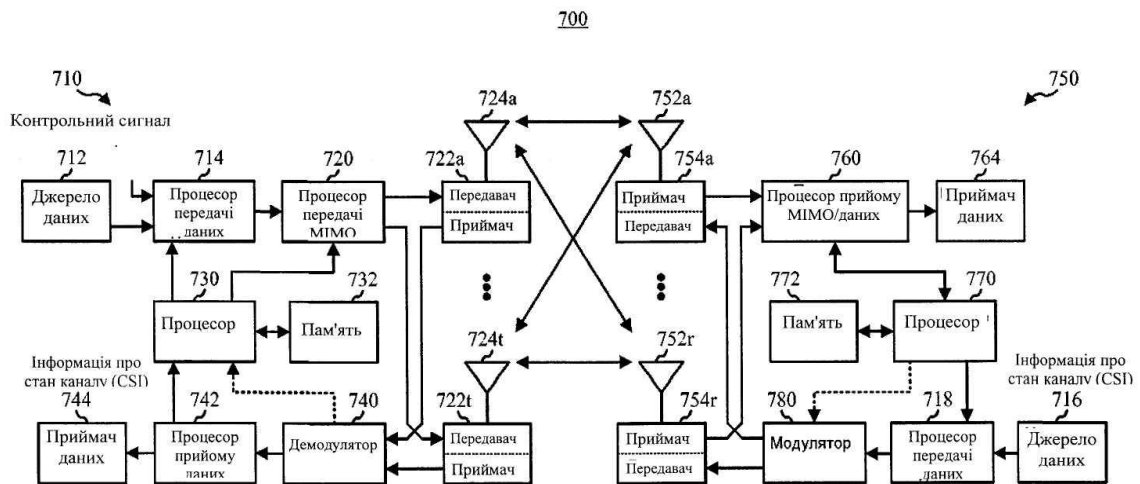 700
710
750
Контрольний сигнал
724a
752a
712
714
720
722a
754a
760
764
Джерело
даних
Процесор
передачі
даних
Процесор
передачі
MIMO
Передавач
Приймач
Приймач
Передавач
Процесор прийому
MIMO/даних
Приймач
даних
730
732
772
770
Процесор
Пам'ять
Пам'ять
Процесор
Інформація про
стан каналу (CSI)
724t
752r
Інформація про
стан каналу (CSI)
744
742
740
722t
754r
780
718
716
Приймач
даних
Процесор
прийому
даних
Демодулятор
Передавач
Приймач
Приймач
Передавач
Модулятор
Процесор
передачі
даних
Джерело
даних